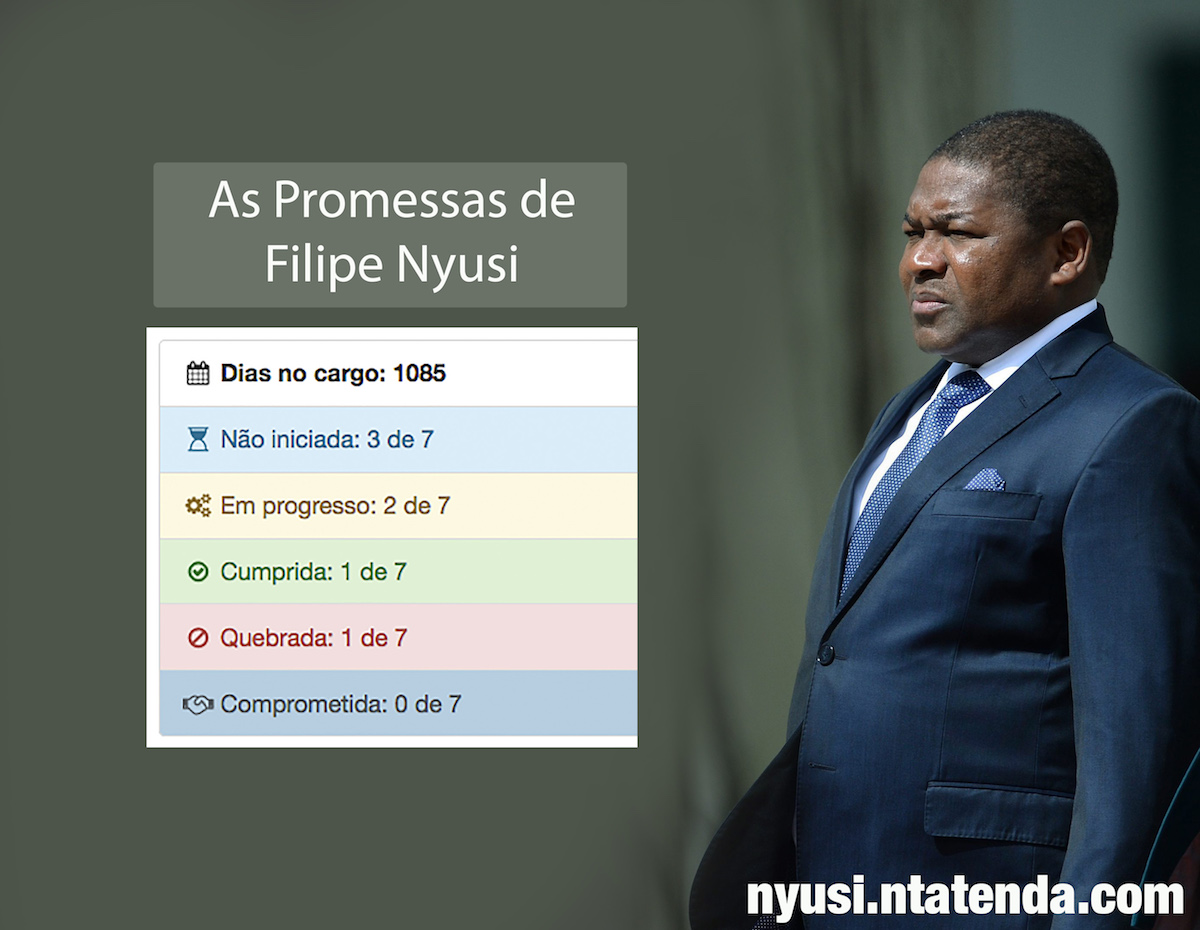 As Promessas de
Filipe Nyusi
Dias no cargo: 1085
Não iniciada: 3 de 7
Em progresso: 2 de 7
Cumprida: 1 de 7
Quebrada: 1 de 7
Comprometida: 0 de 7
nyusi.ntatenda.com